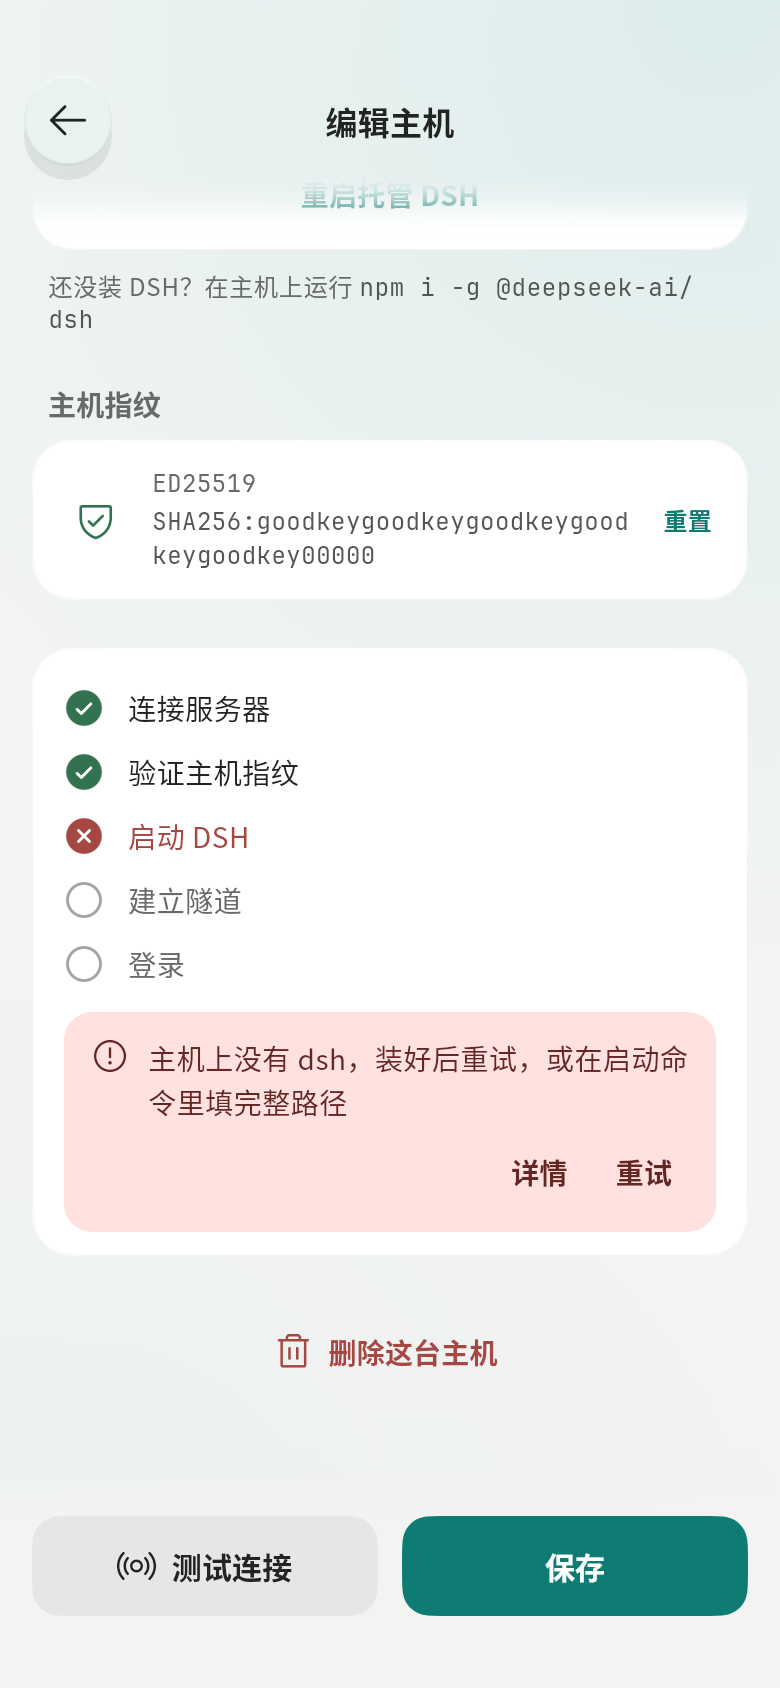 编辑主机
重启托管 DSH
还没装 DSH？在主机上运行 npm i -g @deepseek-ai/
dsh
主机指纹
ED25519
SHA256:goodkeygoodkeygoodkeygood
keygoodkey00000
重置
连接服务器
验证主机指纹
启动 DSH
建立隧道
登录
主机上没有 dsh，装好后重试，或在启动命
令里填完整路径
详情 重试
删除这台主机
测试连接 保存